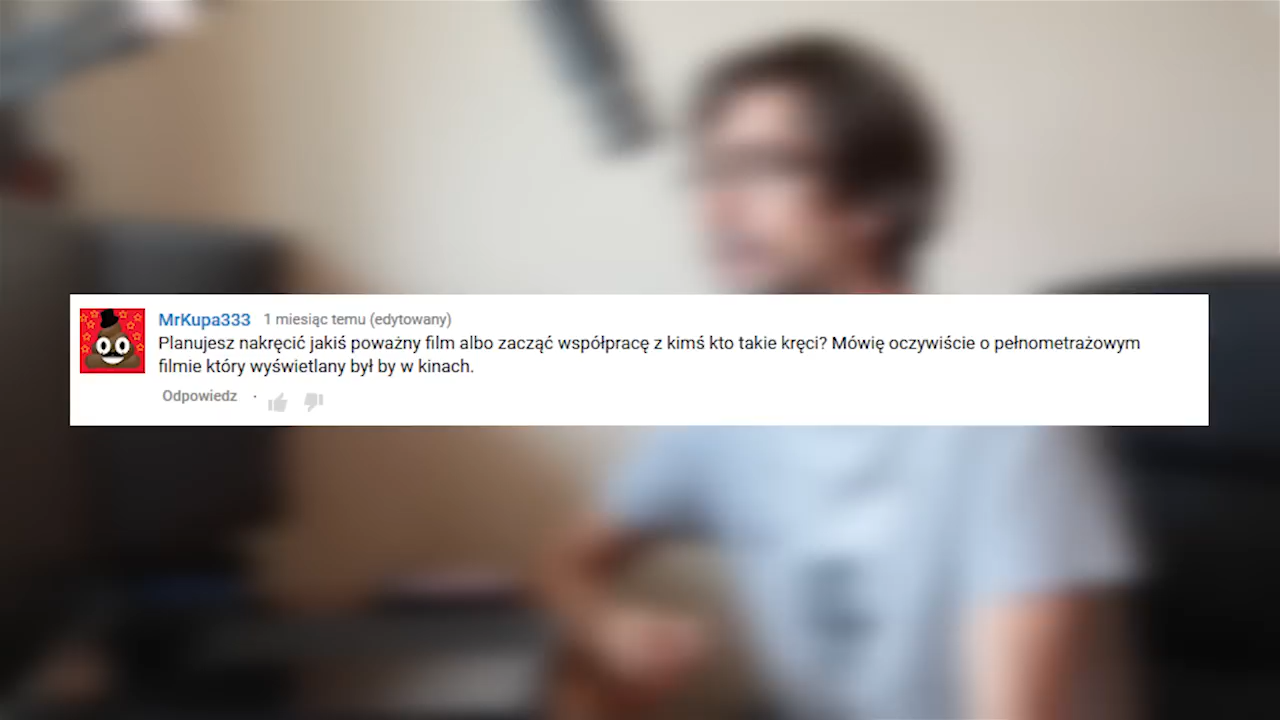 MrKupa333 1 miesiąc temu (edytowany)
Planujesz nakręcić jakiś poważny film albo zacząć współpracę z kimś kto takie kręci? Mówię oczywiście o pełnometrażowym
filmie który wyświetlany był by w kinach.
Odpowiedz ·